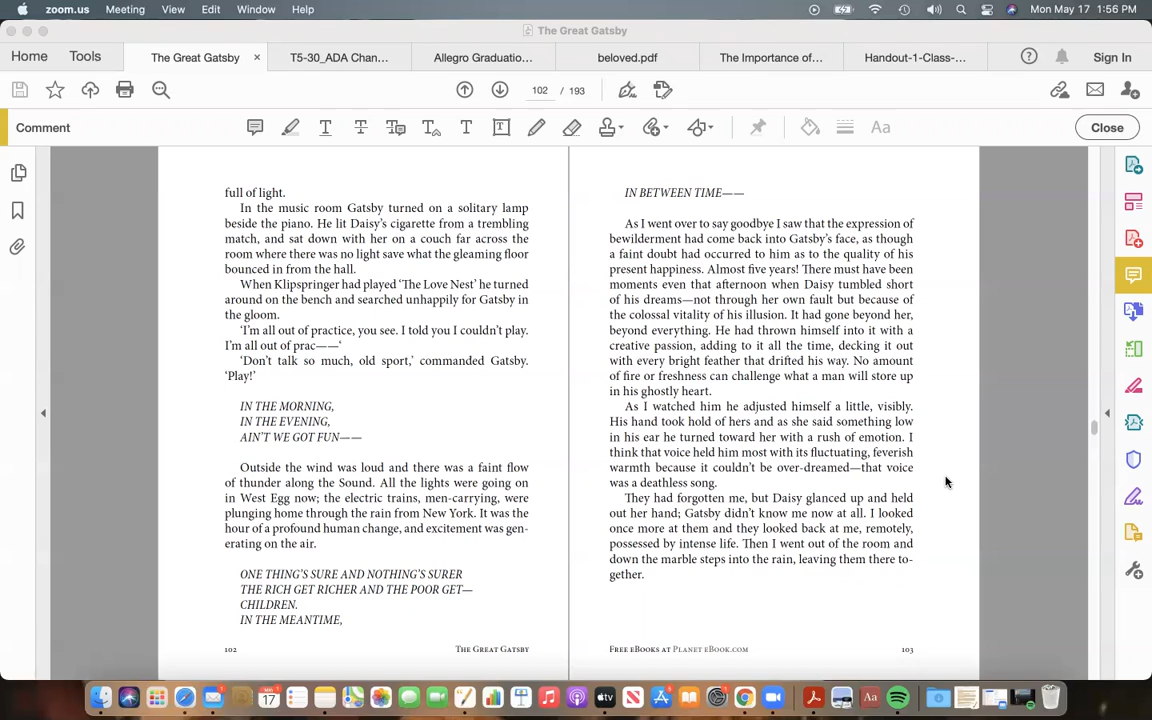 zoom.us Meeting View Edit Window Help Mon May 17 1:56 PM
The Great Gatsby
Home Tools The Great Gatsby × T5-30_ADA Chan... Allegro Graduatio... beloved.pdf The Importance of... Handout-1-Class-... Sign In
102 / 193
Comment Close
full of light.
In the music room Gatsby turned on a solitary lamp
beside the piano. He lit Daisy's cigarette from a trembling
match, and sat down with her on a couch far across the
room where there was no light save what the gleaming floor
bounced in from the hall.
When Klipspringer had played 'The Love Nest' he turned
around on the bench and searched unhappily for Gatsby in
the gloom.
'I'm all out of practice, you see. I told you I couldn't play.
I'm all out of prac——'
'Don't talk so much, old sport,' commanded Gatsby.
'Play!'
IN THE MORNING,
IN THE EVENING,
AIN'T WE GOT FUN——
Outside the wind was loud and there was a faint flow
of thunder along the Sound. All the lights were going on
in West Egg now; the electric trains, men-carrying, were
plunging home through the rain from New York. It was the
hour of a profound human change, and excitement was gen-
erating on the air.
ONE THING'S SURE AND NOTHING'S SURER
THE RICH GET RICHER AND THE POOR GET—
CHILDREN.
IN THE MEANTIME,
102 The Great Gatsby
IN BETWEEN TIME——
As I went over to say goodbye I saw that the expression of
bewilderment had come back into Gatsby's face, as though
a faint doubt had occurred to him as to the quality of his
present happiness. Almost five years! There must have been
moments even that afternoon when Daisy tumbled short
of his dreams—not through her own fault but because of
the colossal vitality of his illusion. It had gone beyond her,
beyond everything. He had thrown himself into it with a
creative passion, adding to it all the time, decking it out
with every bright feather that drifted his way. No amount
of fire or freshness can challenge what a man will store up
in his ghostly heart.
As I watched him he adjusted himself a little, visibly.
His hand took hold of hers and as she said something low
in his ear he turned toward her with a rush of emotion. I
think that voice held him most with its fluctuating, feverish
warmth because it couldn't be over-dreamed—that voice
was a deathless song.
They had forgotten me, but Daisy glanced up and held
out her hand; Gatsby didn't know me now at all. I looked
once more at them and they looked back at me, remotely,
possessed by intense life. Then I went out of the room and
down the marble steps into the rain, leaving them there to-
gether.
Free eBooks at Planet eBook.com 103